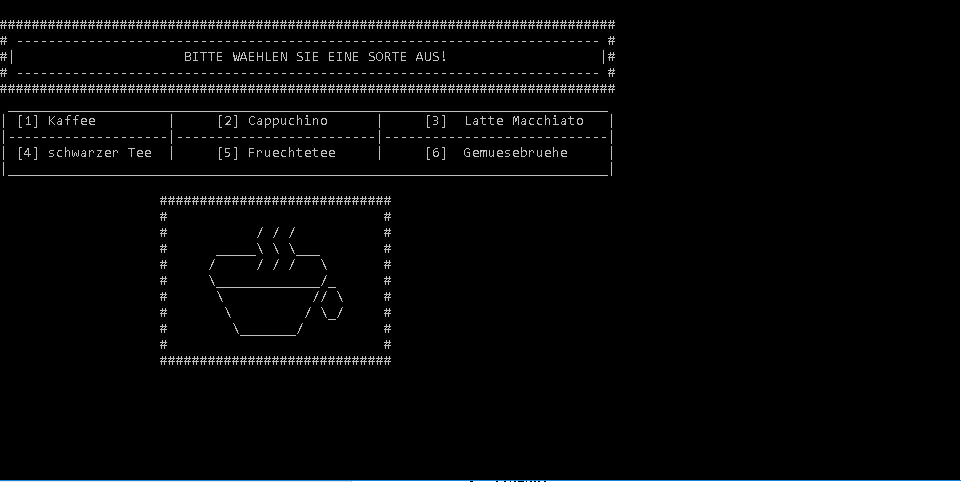 BITTE WAEHLEN SIE EINE SORTE AUS!
[1] Kaffee [2] Cappuchino [3] Latte Macchiato
[4] schwarzer Tee [5] Fruechtetee [6] Gemuesebruehe